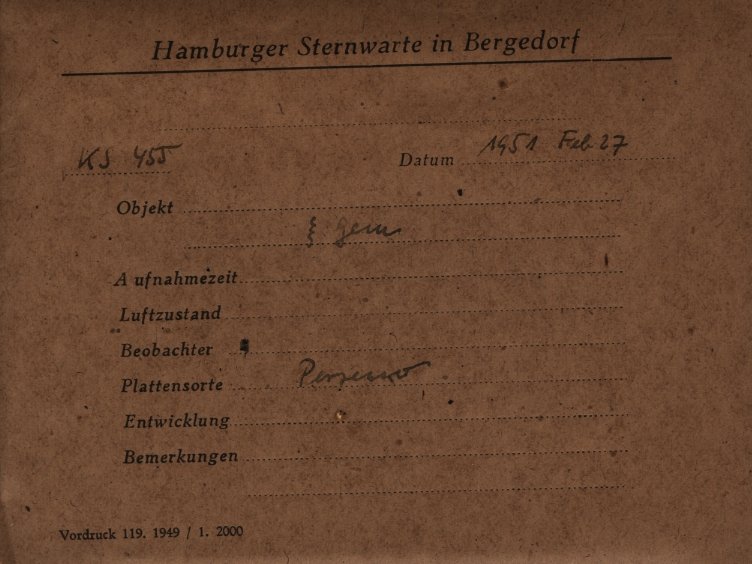 Hamburger Sternwarte in Bergedorf
KS 455
Datum 1951 Feb 27
Objekt
ξ gem
Aufnahmezeit
Luftzustand
Beobachter
Plattensorte
Entwicklung
Bemerkungen
Vordruck 119. 1949 / 1. 2000